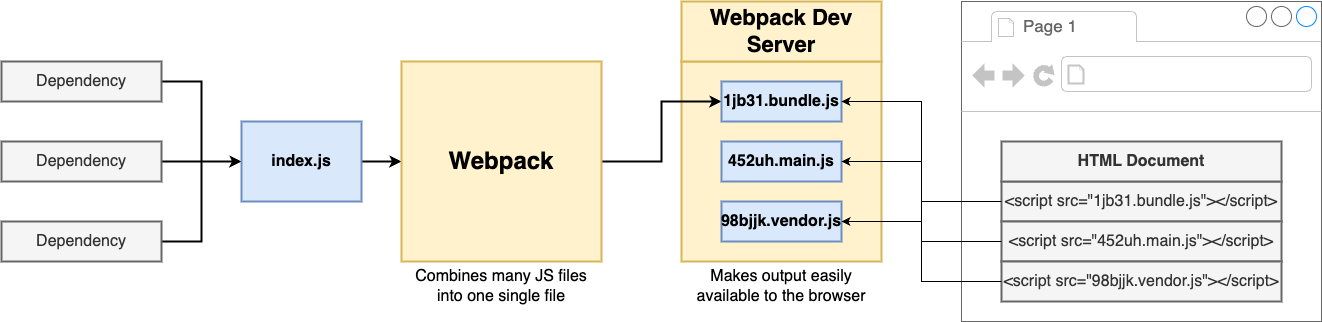 Dependency
Dependency
Dependency
index.js
Webpack
Combines many JS files
into one single file
Webpack Dev
Server
1jb31.bundle.js
452uh.main.js
98bjjk.vendor.js
Makes output easily
available to the browser
Page 1
HTML Document
<script src="1jb31.bundle.js"></script>
<script src="452uh.main.js"></script>
<script src="98bjjk.vendor.js"></script>